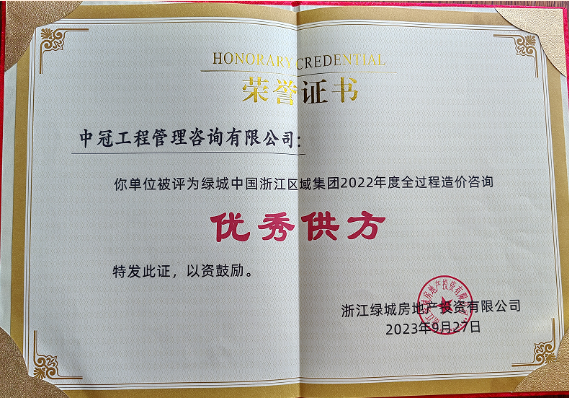 HONORARY CREDENTIAL
荣誉证书
中冠工程管理咨询有限公司：
你单位被评为绿城中国浙江区域集团2022年度全过程造价咨询
优秀供方
特发此证，以资鼓励。
浙江绿城房地产投资有限公司
2023年9月27日